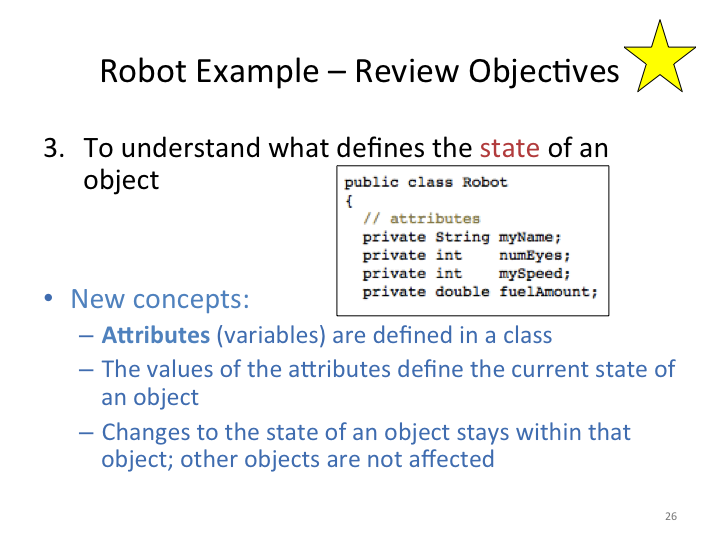 Robot Example – Review Objectives
3. To understand what defines the state of an
object
public class Robot
{
// attributes
private String myName;
private int numEyes;
private int mySpeed;
private double fuelAmount;
• New concepts:
– Attributes (variables) are defined in a class
– The values of the attributes define the current state of
an object
– Changes to the state of an object stays within that
object; other objects are not affected
26